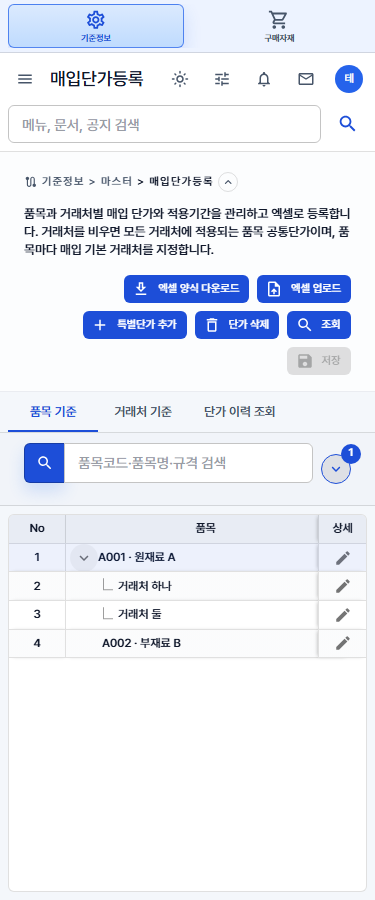 기준정보
구매자재
매입단가등록
테
메뉴, 문서, 공지 검색
기준정보 > 마스터 > 매입단가등록
품목과 거래처별 매입 단가와 적용기간을 관리하고 엑셀로 등록합니
다. 거래처를 비우면 모든 거래처에 적용되는 품목 공통단가이며, 품
목마다 매입 기본 거래처를 지정합니다.
엑셀 양식 다운로드
엑셀 업로드
특별단가 추가
단가 삭제
조회
저장
품목 기준
거래처 기준
단가 이력 조회
품목코드·품목명·규격 검색
1
No 품목 상세
1 A001 · 원재료 A
2 거래처 하나
3 거래처 둘
4 A002 · 부재료 B